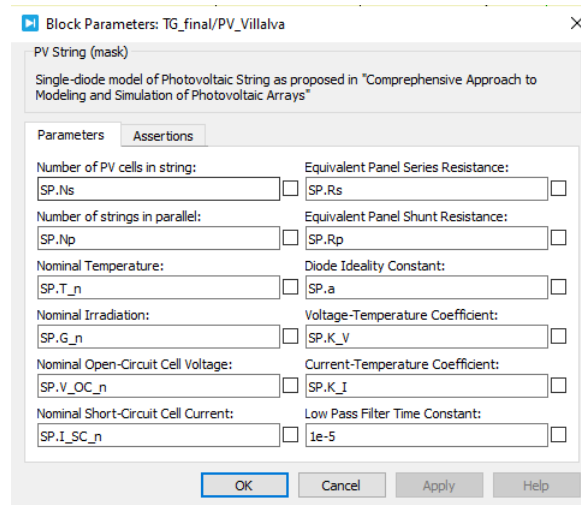 Block Parameters: TG_final/PV_Villalva
PV String (mask)
Single-diode model of Photovoltaic String as proposed in "Comprephensive Approach to
Modeling and Simulation of Photovoltaic Arrays"
Parameters Assertions
Number of PV cells in string: Equivalent Panel Series Resistance:
SP.Ns SP.Rs
Number of strings in parallel: Equivalent Panel Shunt Resistance:
SP.Np SP.Rp
Nominal Temperature: Diode Ideality Constant:
SP.T_n SP.a
Nominal Irradiation: Voltage-Temperature Coefficient:
SP.G_n SP.K_V
Nominal Open-Circuit Cell Voltage: Current-Temperature Coefficient:
SP.V_OC_n SP.K_I
Nominal Short-Circuit Cell Current: Low Pass Filter Time Constant:
SP.I_SC_n 1e-5
OK Cancel Apply Help